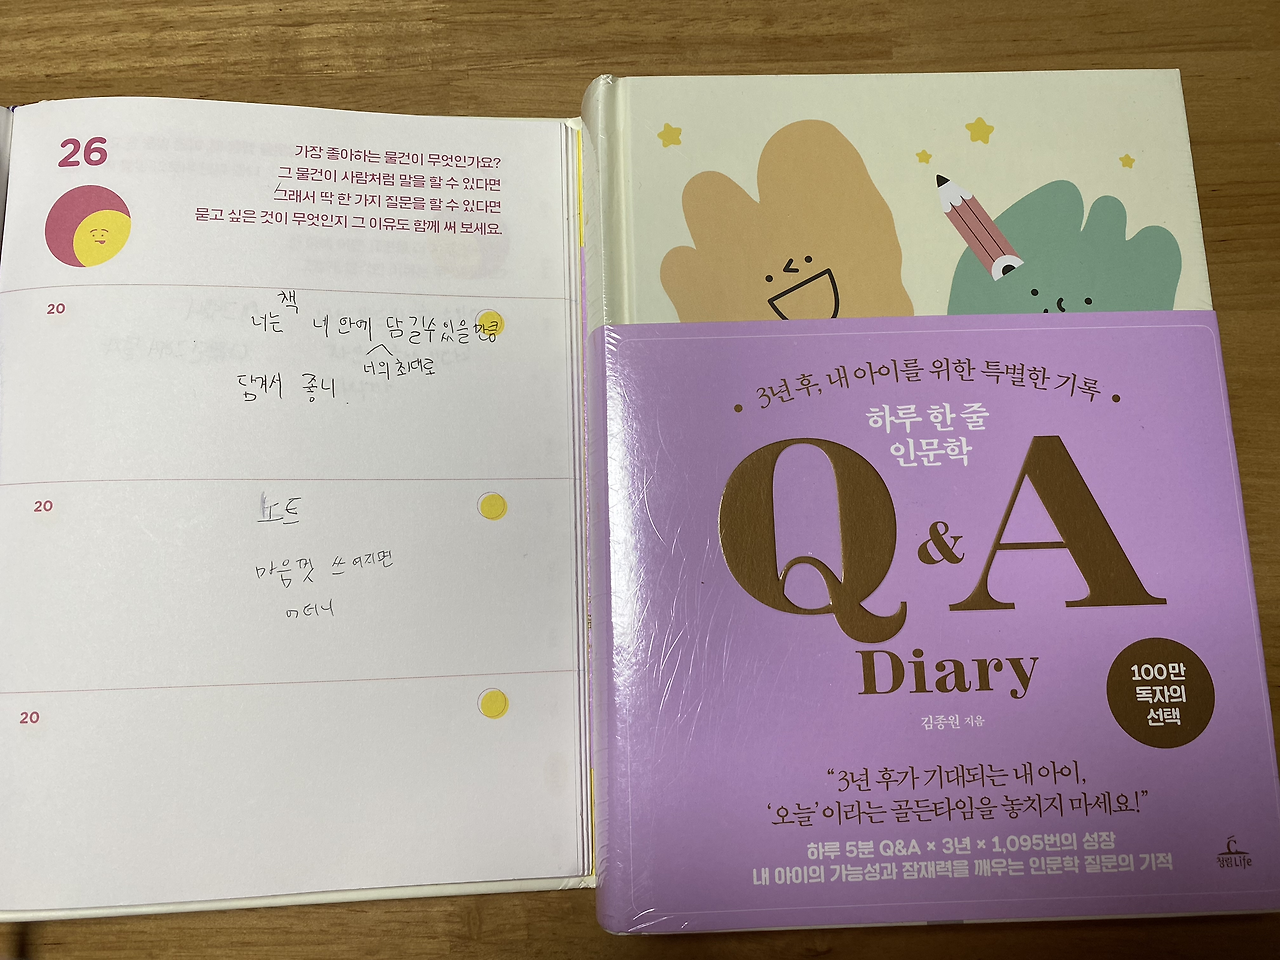 26
가장 좋아하는 물건이 무엇인가요?
그 물건이 사람처럼 말을 할 수 있다면
그래서 딱 한 가지 질문을 할 수 있다면
묻고 싶은 것이 무엇인지 그 이유도 함께 써 보세요.
20
책
너는 네 안에 담길수있을만큼
너의 최대로
담겨서 좋니.
20
노트
마음껏 쓰여지면
어떠니
20
3년 후, 내 아이를 위한 특별한 기록
하루 한 줄
인문학
Q & A
Diary
김종원 지음
100만
독자의
선택
“3년 후가 기대되는 내 아이,
‘오늘’이라는 골든타임을 놓치지 마세요!”
하루 5분 Q&A × 3년 × 1,095번의 성장
내 아이의 가능성과 잠재력을 깨우는 인문학 질문의 기적
청림Life